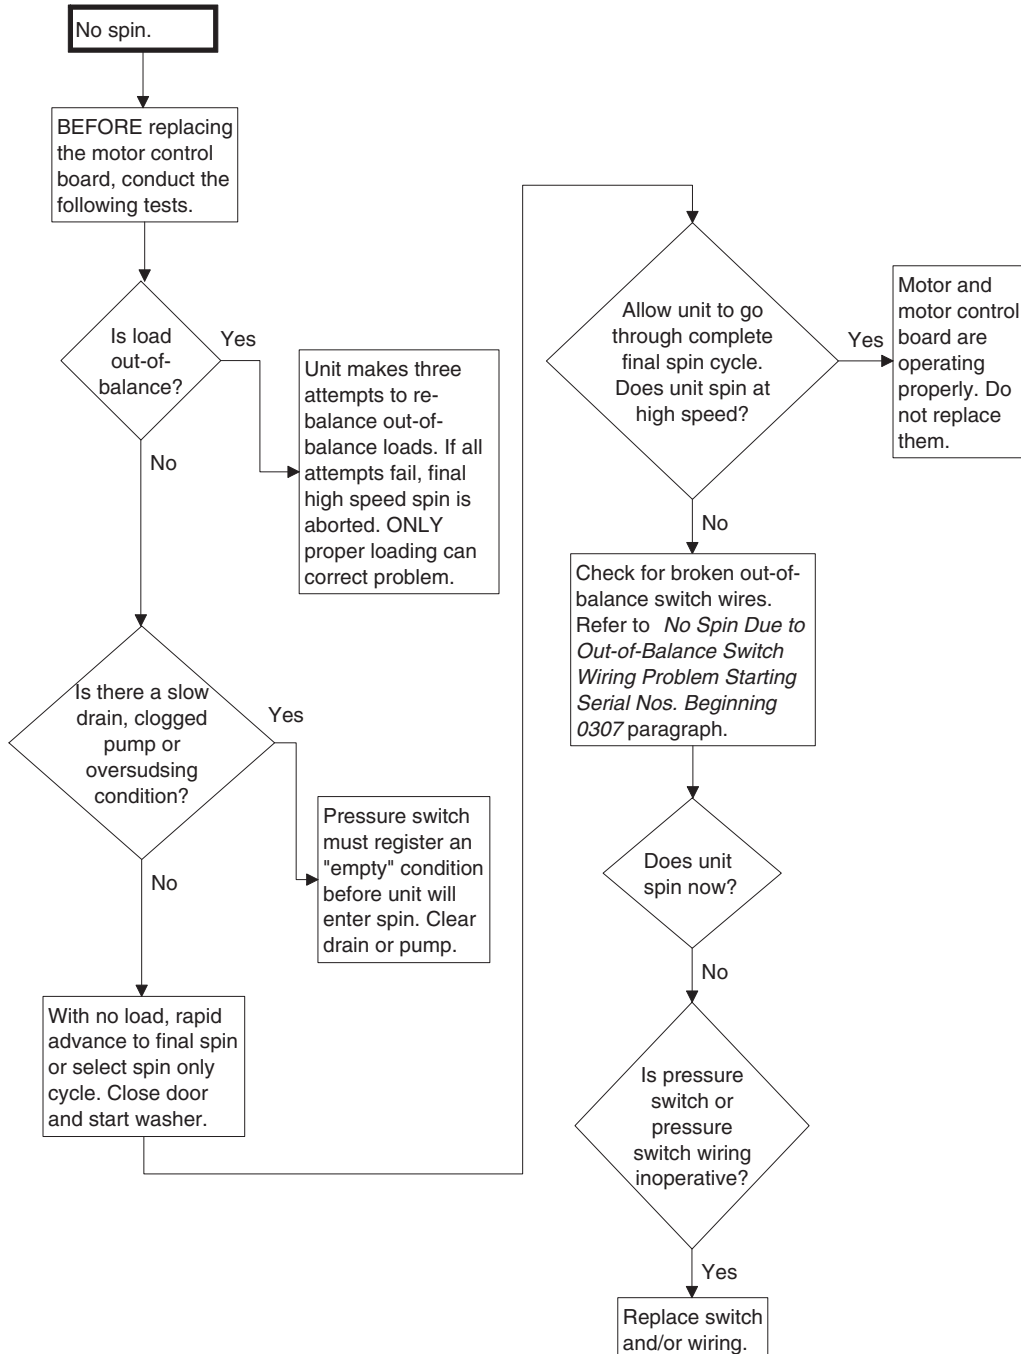 No spin.
BEFORE replacing
the motor control
board, conduct the
following tests.
Is load
out-of-
balance?
Yes
Unit makes three
attempts to re-
balance out-of-
balance loads. If all
attempts fail, final
high speed spin is
aborted. ONLY
proper loading can
correct problem.
No
Is there a slow
drain, clogged
pump or
oversudsing
condition?
Yes
Pressure switch
must register an
"empty" condition
before unit will
enter spin. Clear
drain or pump.
No
With no load, rapid
advance to final spin
or select spin only
cycle. Close door
and start washer.
Allow unit to go
through complete
final spin cycle.
Does unit spin at
high speed?
Yes
Motor and
motor control
board are
operating
properly. Do
not replace
them.
No
Check for broken out-of-
balance switch wires.
Refer to No Spin Due to
Out-of-Balance Switch
Wiring Problem Starting
Serial Nos. Beginning
0307 paragraph.
Does unit
spin now?
No
Is pressure
switch or
pressure
switch wiring
inoperative?
Yes
Replace switch
and/or wiring.